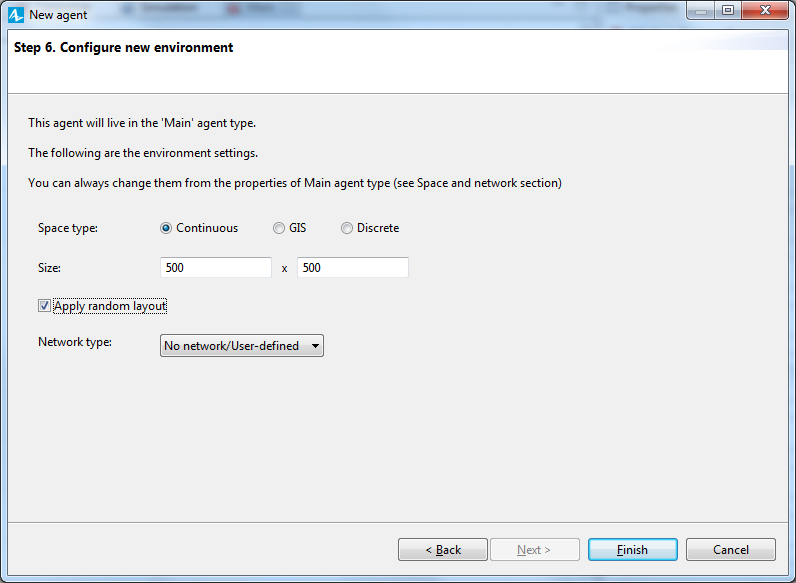 New agent
Step 6. Configure new environment
This agent will live in the 'Main' agent type.
The following are the environment settings.
You can always change them from the properties of Main agent type (see Space and network section)
Space type: Continuous GIS Discrete
Size: 500 x 500
Apply random layout
Network type: No network/User-defined
< Back Next > Finish Cancel